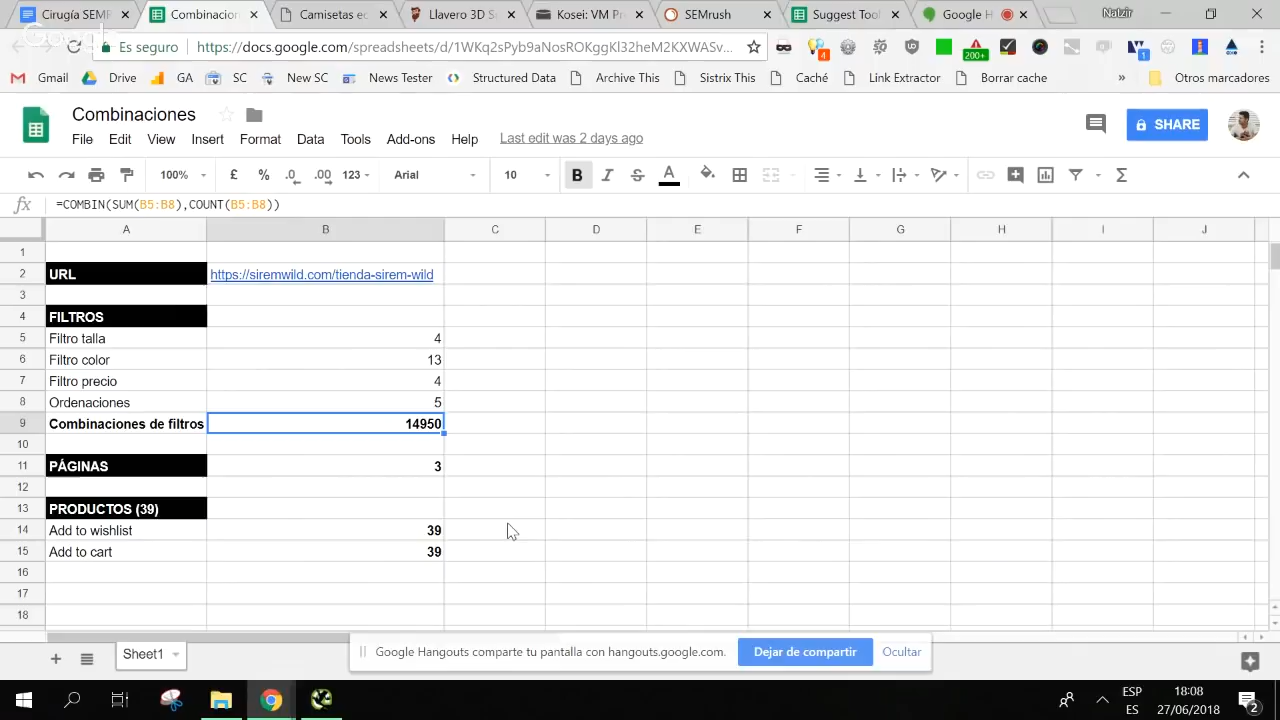 Cirugía SEMF
Combinacion
Camisetas ec
Llavero 3D S
Kosei: VM Pr
SEMrush
Suggest Tool
Google H
Natzir
Google
Es seguro
https://docs.google.com/spreadsheets/d/1WKq2sPyb9aNosROKggKl32heM2KXWASv...
4
200+
1
Gmail
Drive
GA
SC
New SC
News Tester
Structured Data
Archive This
Sistrix This
Caché
Link Extractor
Borrar cache
»
Otros marcadores
Combinaciones
SHARE
File Edit View Insert Format Data Tools Add-ons Help Last edit was 2 days ago
100% £ % .0 .00 123 Arial 10 B I S A Σ
fx =COMBIN(SUM(B5:B8),COUNT(B5:B8))
A B C D E F G H I J
1
2 URL https://siremwild.com/tienda-sirem-wild
3
4 FILTROS
5 Filtro talla 4
6 Filtro color 13
7 Filtro precio 4
8 Ordenaciones 5
9 Combinaciones de filtros 14950
10
11 PÁGINAS 3
12
13 PRODUCTOS (39)
14 Add to wishlist 39
15 Add to cart 39
16
17
18
Sheet1
Google Hangouts comparte tu pantalla con hangouts.google.com.
Dejar de compartir
Ocultar
ESP
ES
18:08
27/06/2018
2